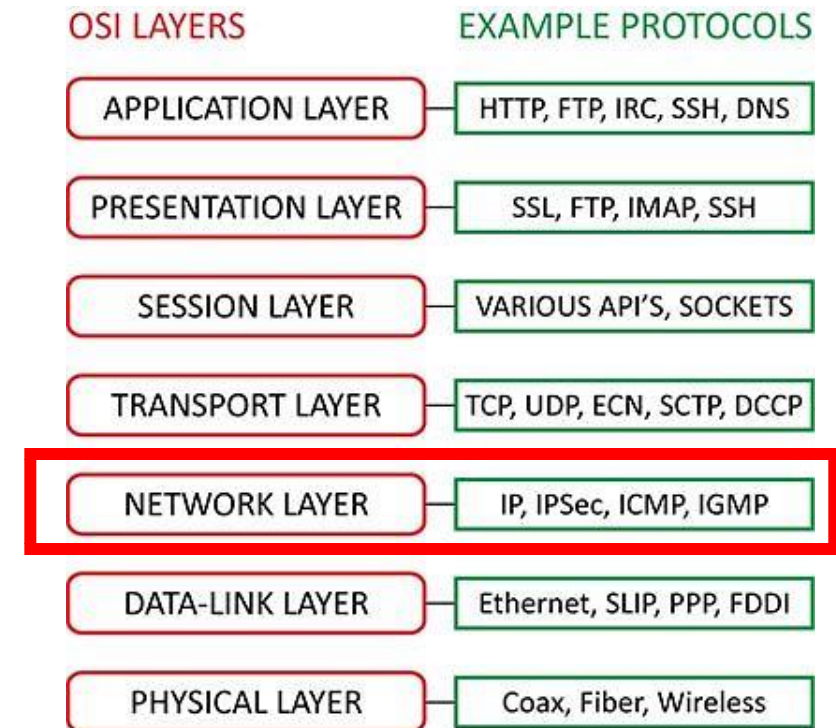 OSI LAYERS EXAMPLE PROTOCOLS
APPLICATION LAYER HTTP, FTP, IRC, SSH, DNS
PRESENTATION LAYER SSL, FTP, IMAP, SSH
SESSION LAYER VARIOUS API'S, SOCKETS
TRANSPORT LAYER TCP, UDP, ECN, SCTP, DCCP
NETWORK LAYER IP, IPSec, ICMP, IGMP
DATA-LINK LAYER Ethernet, SLIP, PPP, FDDI
PHYSICAL LAYER Coax, Fiber, Wireless